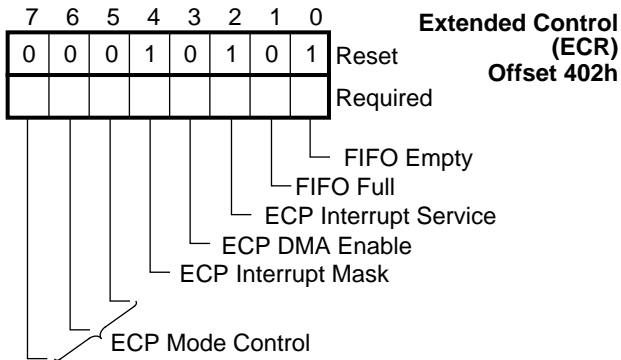 7 6 5 4 3 2 1 0
Extended Control
(ECR)
Offset 402h
0 0 0 1 0 1 0 1 Reset
Required
FIFO Empty
FIFO Full
ECP Interrupt Service
ECP DMA Enable
ECP Interrupt Mask
ECP Mode Control